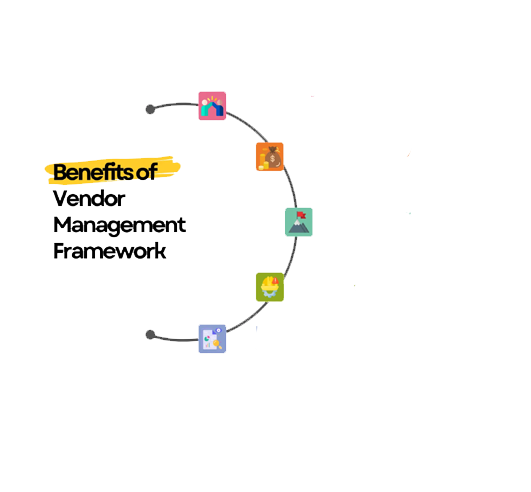 Benefits of
Vendor
Management
Framework